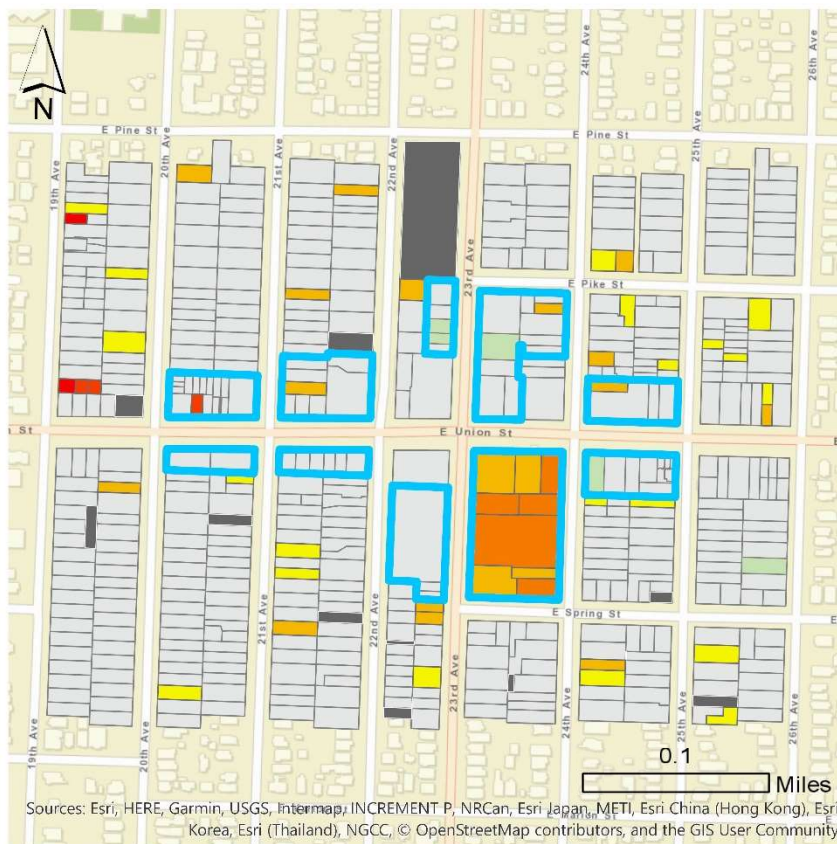 N
E Pine St
E Pine St
19th Ave
20th Ave
21st Ave
22nd Ave
23rd Ave
24th Ave
25th Ave
26th Ave
E Pike St
n St
E Union St
E
E Spring St
E
19th Ave
20th Ave
21st Ave
22nd Ave
23rd Ave
24th Ave
25th Ave
26th Ave
0.1
Miles
E Marion St
Sources: Esri, HERE, Garmin, USGS, Intermap, INCREMENT P, NRCan, Esri Japan, METI, Esri China (Hong Kong), Esri
Korea, Esri (Thailand), NGCC, © OpenStreetMap contributors, and the GIS User Community